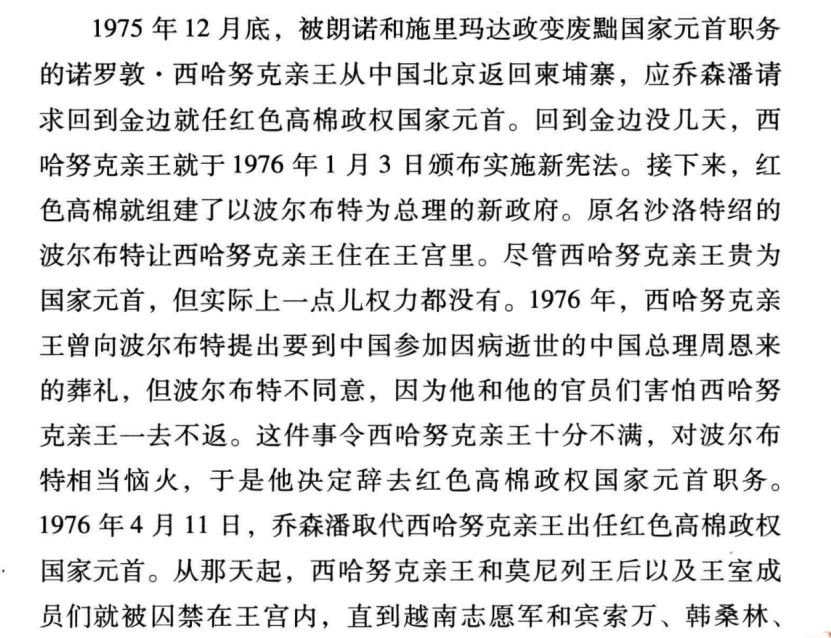 1975 年 12 月底，被朗诺和施里玛达政变废黜国家元首职务
的诺罗敦·西哈努克亲王从中国北京返回柬埔寨，应乔森潘请
求回到金边就任红色高棉政权国家元首。回到金边没几天，西
哈努克亲王就于 1976 年 1 月 3 日颁布实施新宪法。接下来，红
色高棉就组建了以波尔布特为总理的新政府。原名沙洛特绍的
波尔布特让西哈努克亲王住在王宫里。尽管西哈努克亲王贵为
国家元首，但实际上一点儿权力都没有。1976 年，西哈努克亲
王曾向波尔布特提出要到中国参加因病逝世的中国总理周恩来
的葬礼，但波尔布特不同意，因为他和他的官员们害怕西哈努
克亲王一去不返。这件事令西哈努克亲王十分不满，对波尔布
特相当恼火，于是他决定辞去红色高棉政权国家元首职务。
1976 年 4 月 11 日，乔森潘取代西哈努克亲王出任红色高棉政权
国家元首。从那天起，西哈努克亲王和莫尼列王后以及王室成
员们就被囚禁在王宫内，直到越南志愿军和宾索万、韩桑林、